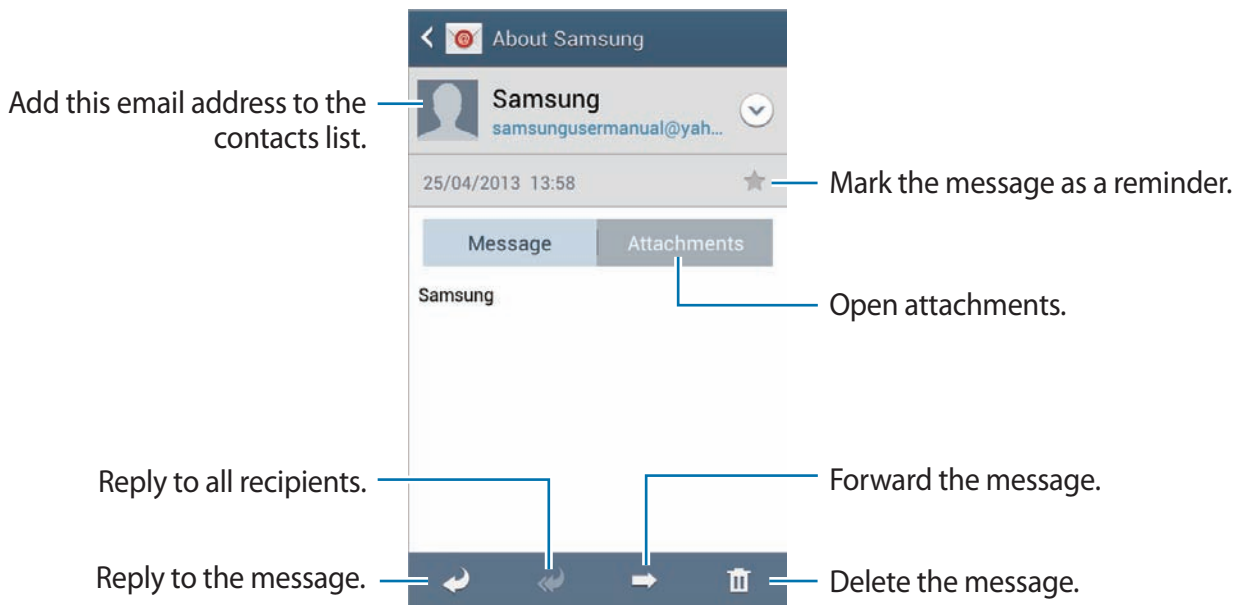 About Samsung
Add this email address to the
contacts list.
Samsung
samsungusermanual@yah...
25/04/2013 13:58
Mark the message as a reminder.
Message
Attachments
Samsung
Open attachments.
Reply to all recipients.
Forward the message.
Reply to the message.
Delete the message.